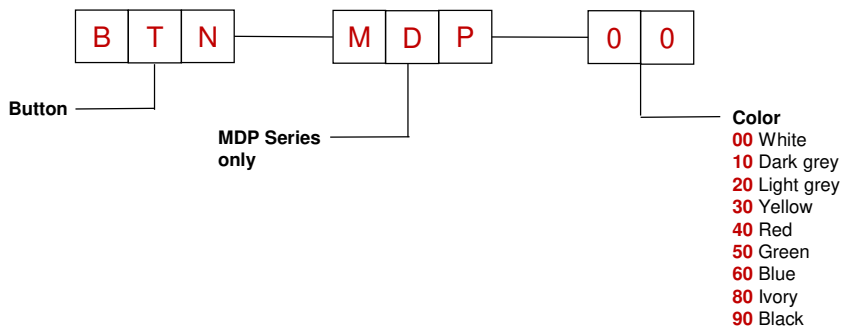 B T N M D P 0 0
Button
MDP Series
only
Color
00 White
10 Dark grey
20 Light grey
30 Yellow
40 Red
50 Green
60 Blue
80 Ivory
90 Black